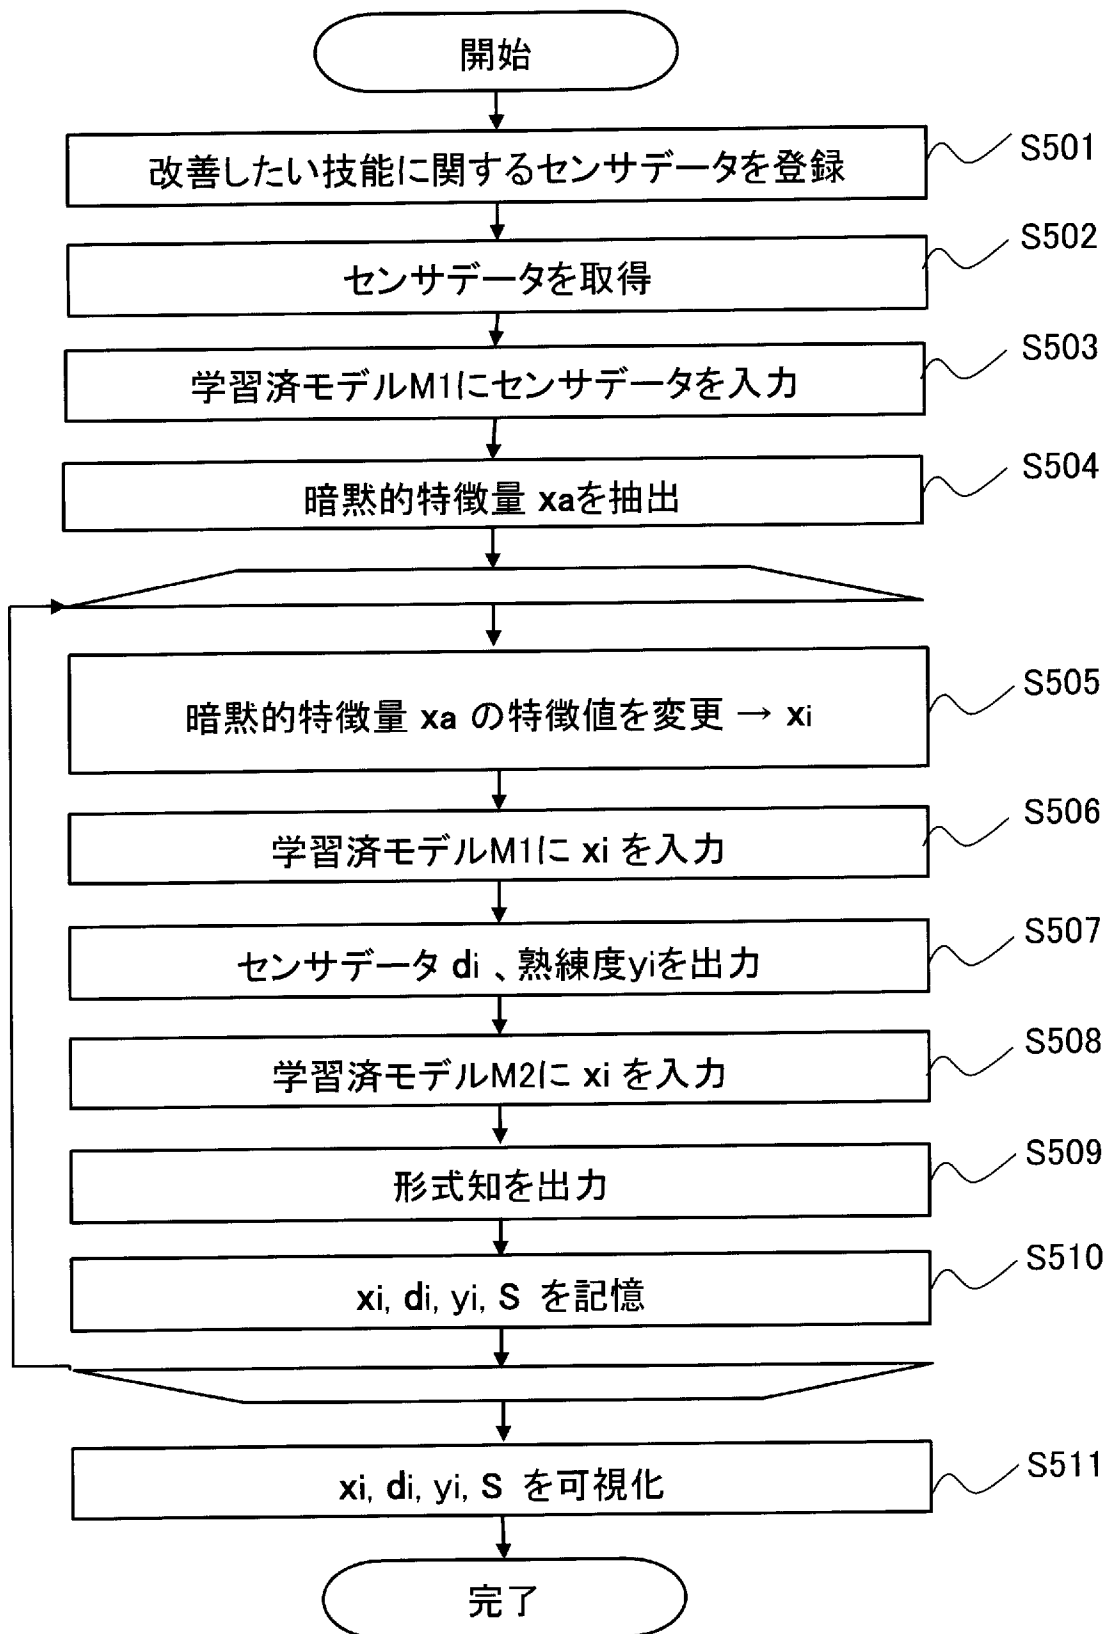 開始
改善したい技能に関するセンサデータを登録
S501
センサデータを取得
S502
学習済モデルM1にセンサデータを入力
S503
暗黙的特徴量 xaを抽出
S504
暗黙的特徴量 xa の特徴値を変更 → xi
S505
学習済モデルM1に xi を入力
S506
センサデータ di 、熟練度yiを出力
S507
学習済モデルM2に xi を入力
S508
形式知を出力
S509
xi, di, yi, S を記憶
S510
xi, di, yi, S を可視化
S511
完了